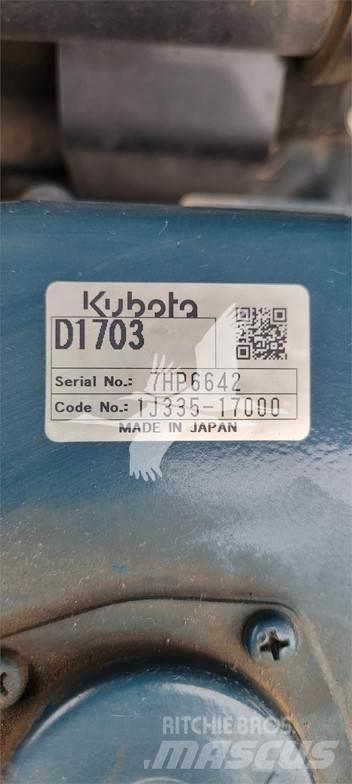 Kubota
D1703
Serial No.: 7HP6642
Code No.: 1J335-17000
MADE IN JAPAN
RITCHIE BROS
MASCUS